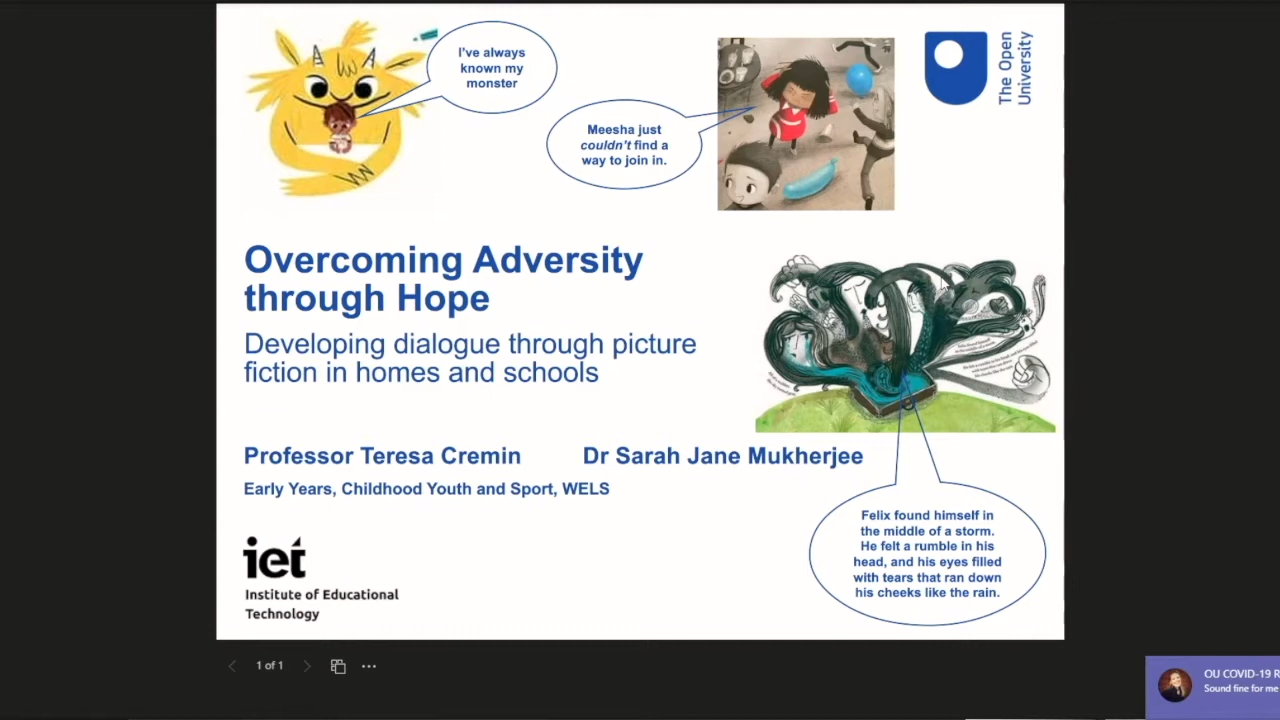 I've always
known my
monster
Meesha just
couldn't find a
way to join in.
The Open
University
Overcoming Adversity
through Hope
Developing dialogue through picture
fiction in homes and schools
Professor Teresa Cremin
Dr Sarah Jane Mukherjee
Early Years, Childhood Youth and Sport, WELS
Felix found himself in
the middle of a storm.
He felt a rumble in his
head, and his eyes filled
with tears that ran down
his cheeks like the rain.
iet
Institute of Educational
Technology
1 of 1
OU COVID-19 R
Sound fine for me